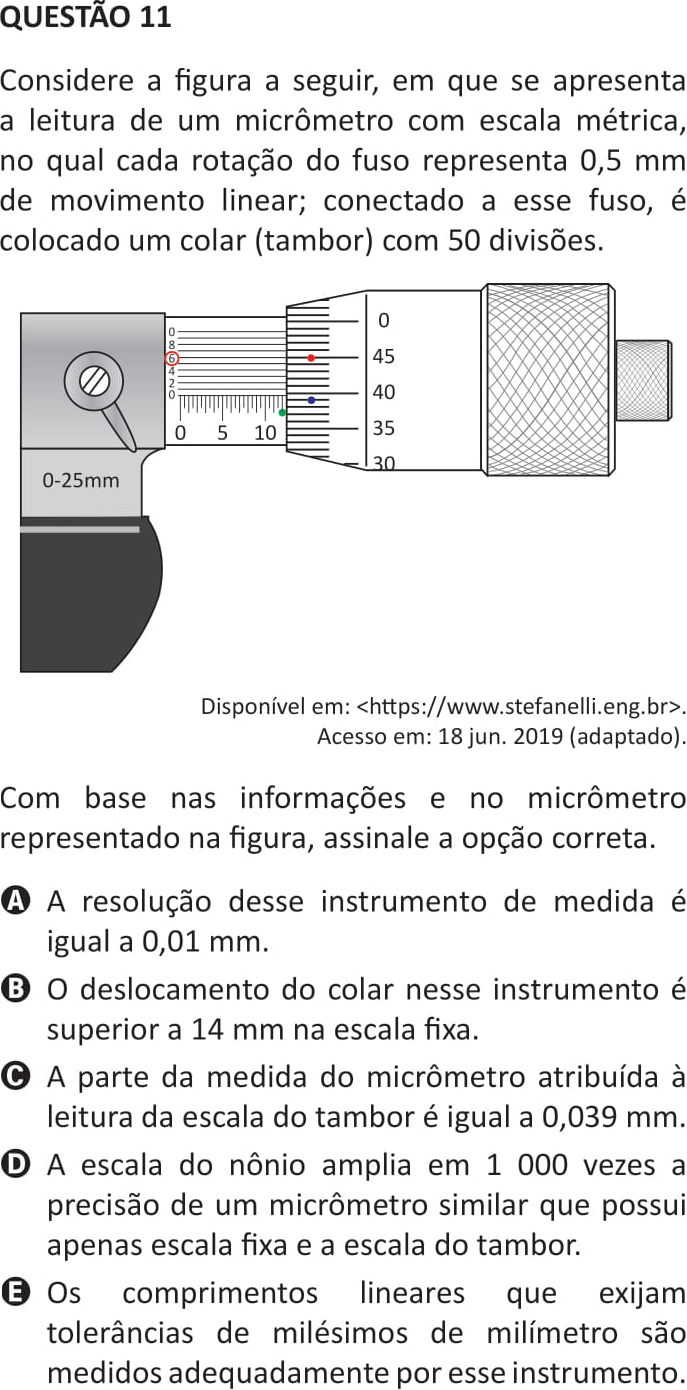 QUESTÃO 11
Considere a figura a seguir, em que se apresenta
a leitura de um micrômetro com escala métrica,
no qual cada rotação do fuso representa 0,5 mm
de movimento linear; conectado a esse fuso, é
colocado um colar (tambor) com 50 divisões.
0
8
6
4
2
0
0 5 10
0
45
40
35
30
0-25mm
Disponível em: <https://www.stefanelli.eng.br>.
Acesso em: 18 jun. 2019 (adaptado).
Com base nas informações e no micrômetro
representado na figura, assinale a opção correta.
A A resolução desse instrumento de medida é
igual a 0,01 mm.
B O deslocamento do colar nesse instrumento é
superior a 14 mm na escala fixa.
C A parte da medida do micrômetro atribuída à
leitura da escala do tambor é igual a 0,039 mm.
D A escala do nônio amplia em 1 000 vezes a
precisão de um micrômetro similar que possui
apenas escala fixa e a escala do tambor.
E Os comprimentos lineares que exijam
tolerâncias de milésimos de milímetro são
medidos adequadamente por esse instrumento.